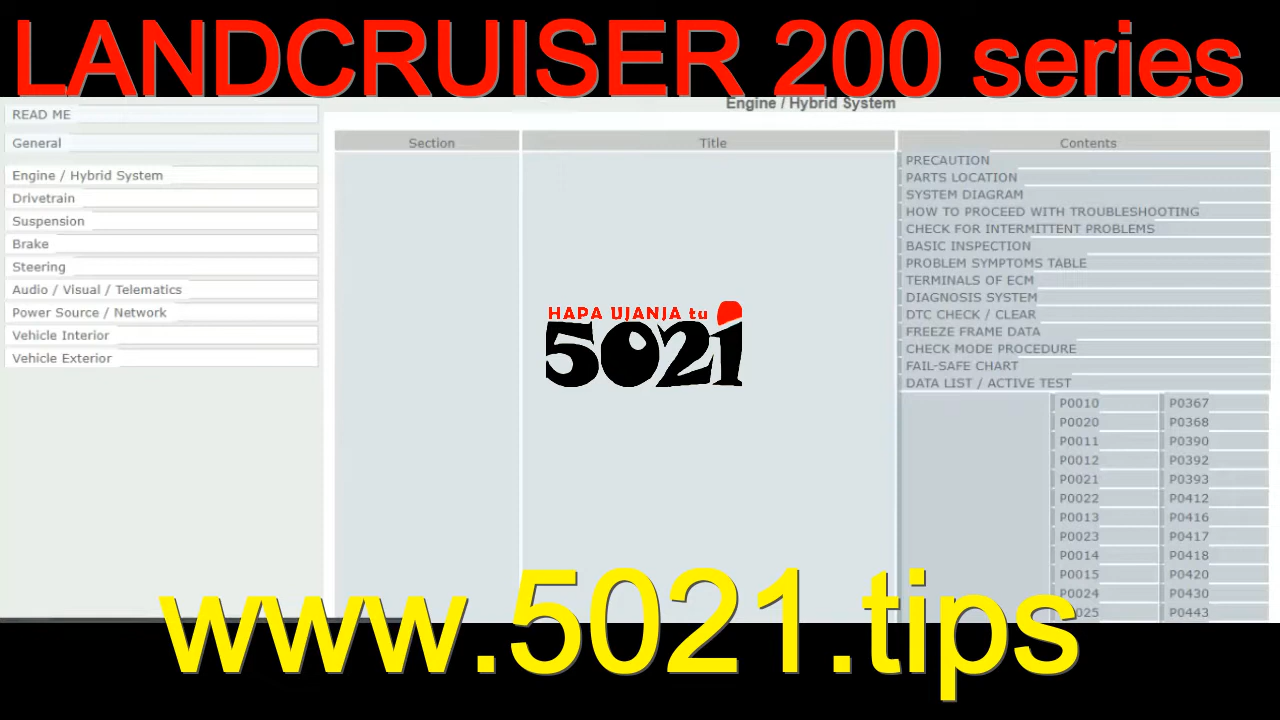 LANDCRUISER 200 series
Engine / Hybrid System
READ ME
General
Engine / Hybrid System
Drivetrain
Suspension
Brake
Steering
Audio / Visual / Telematics
Power Source / Network
Vehicle Interior
Vehicle Exterior
Section Title Contents
PRECAUTION
PARTS LOCATION
SYSTEM DIAGRAM
HOW TO PROCEED WITH TROUBLESHOOTING
CHECK FOR INTERMITTENT PROBLEMS
BASIC INSPECTION
PROBLEM SYMPTOMS TABLE
TERMINALS OF ECM
DIAGNOSIS SYSTEM
DTC CHECK / CLEAR
FREEZE FRAME DATA
CHECK MODE PROCEDURE
FAIL-SAFE CHART
DATA LIST / ACTIVE TEST
P0010 P0367
P0020 P0368
P0011 P0390
P0012 P0392
P0021 P0393
P0022 P0412
P0013 P0416
P0023 P0417
P0014 P0418
P0015 P0420
P0024 P0430
P0443
HAPA UJANJA tu
5021
www.5021.tips